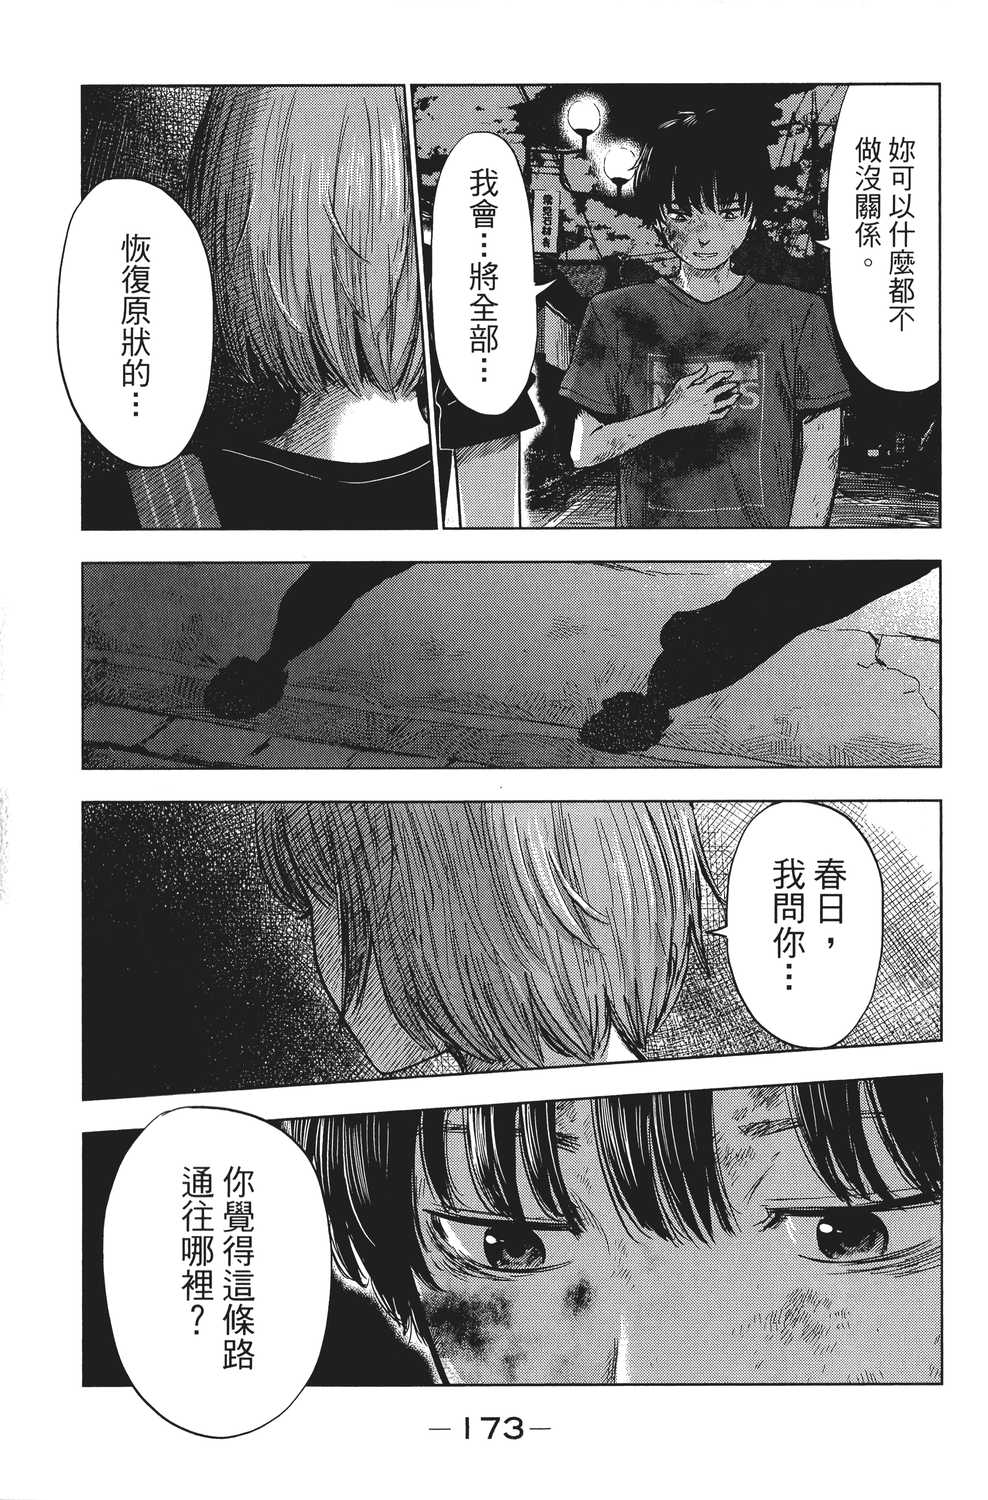 妳可以什麼都不
做沒關係。
我會…將全部…
恢復原狀的…
春日，
我問你…
你覺得這條路
通往哪裡？
－173－